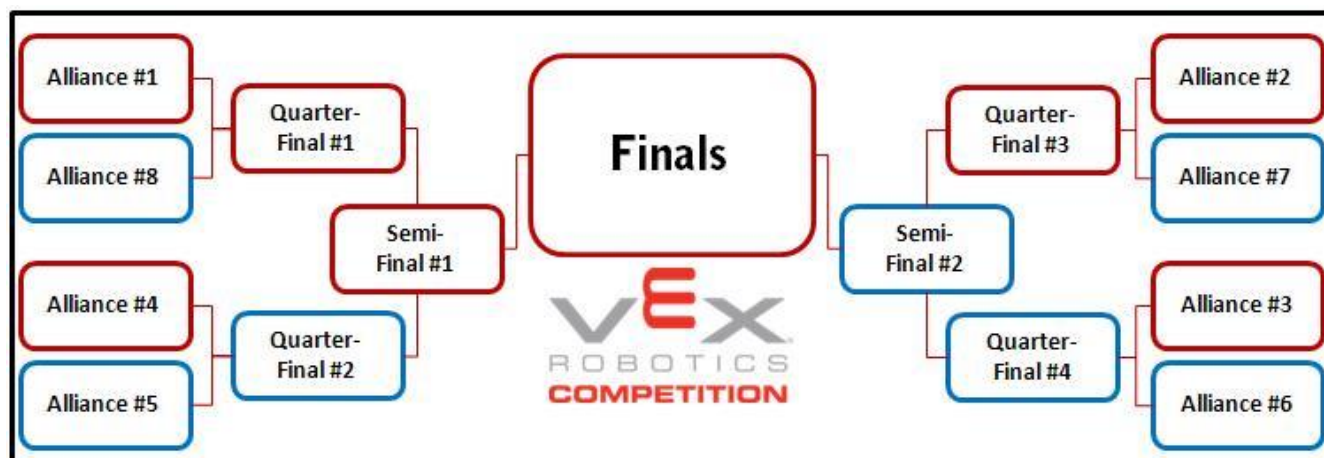 Alliance #1
Alliance #8
Quarter-
Final #1
Alliance #4
Alliance #5
Quarter-
Final #2
Semi-
Final #1
Finals
VEX
ROBOTICS
COMPETITION
Semi-
Final #2
Quarter-
Final #3
Alliance #2
Alliance #7
Quarter-
Final #4
Alliance #3
Alliance #6